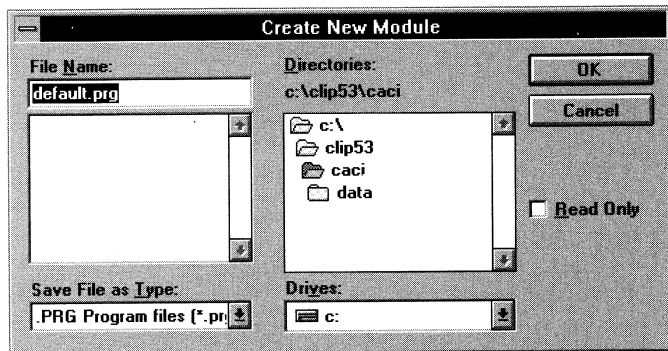 Create New Module
File Name:
default.prg
Directories:
c:\clip53\caci
c:\
clip53
caci
data
OK
Cancel
Read Only
Save File as Type:
.PRG Program files (*.pr
Drives:
c: